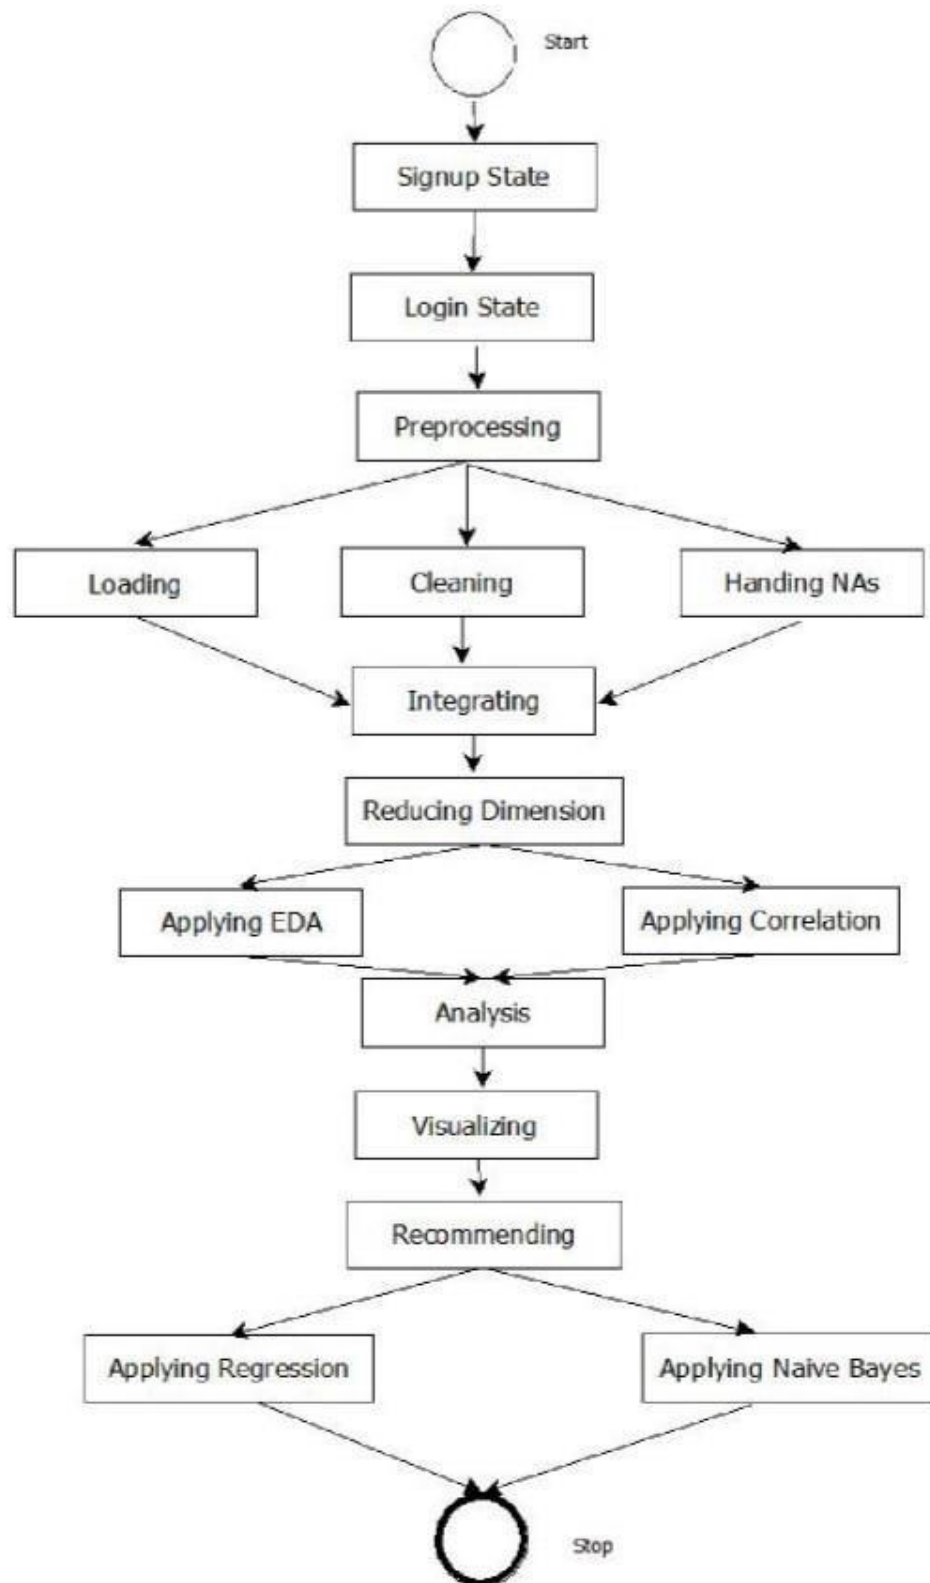 Start
Signup State
Login State
Preprocessing
Loading
Cleaning
Handing NAs
Integrating
Reducing Dimension
Applying EDA
Applying Correlation
Analysis
Visualizing
Recommending
Applying Regression
Applying Naive Bayes
Stop